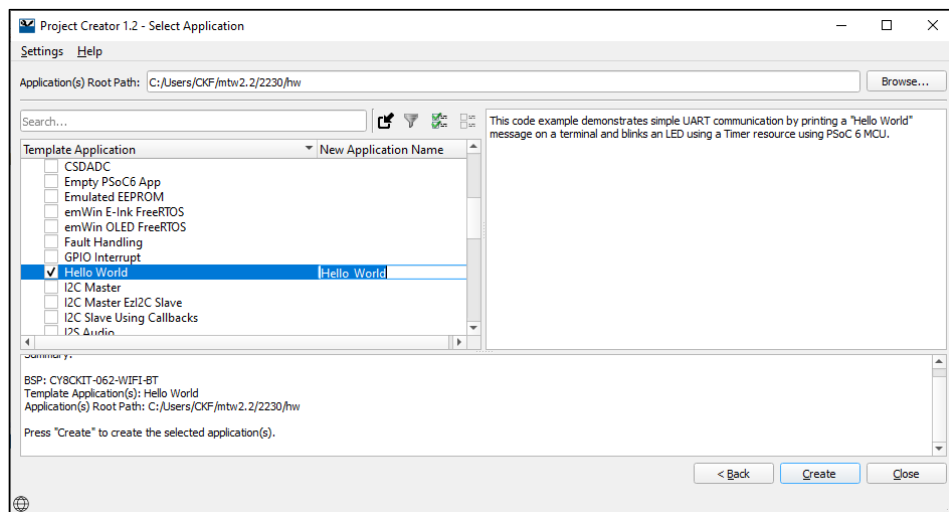 Project Creator 1.2 - Select Application
Settings Help
Application(s) Root Path: C:/Users/CKF/mtw2.2/2230/hw Browse...
Search...
Template Application New Application Name
CSDADC
Empty PSoC6 App
Emulated EEPROM
emWin E-Ink FreeRTOS
emWin OLED FreeRTOS
Fault Handling
GPIO Interrupt
Hello World Hello_World
I2C Master
I2C Master EzI2C Slave
I2C Slave Using Callbacks
I2S Audio
This code example demonstrates simple UART communication by printing a "Hello World"
message on a terminal and blinks an LED using a Timer resource using PSoC 6 MCU.
Summary:
BSP: CY8CKIT-062-WIFI-BT
Template Application(s): Hello World
Application(s) Root Path: C:/Users/CKF/mtw2.2/2230/hw
Press "Create" to create the selected application(s).
< Back Create Close